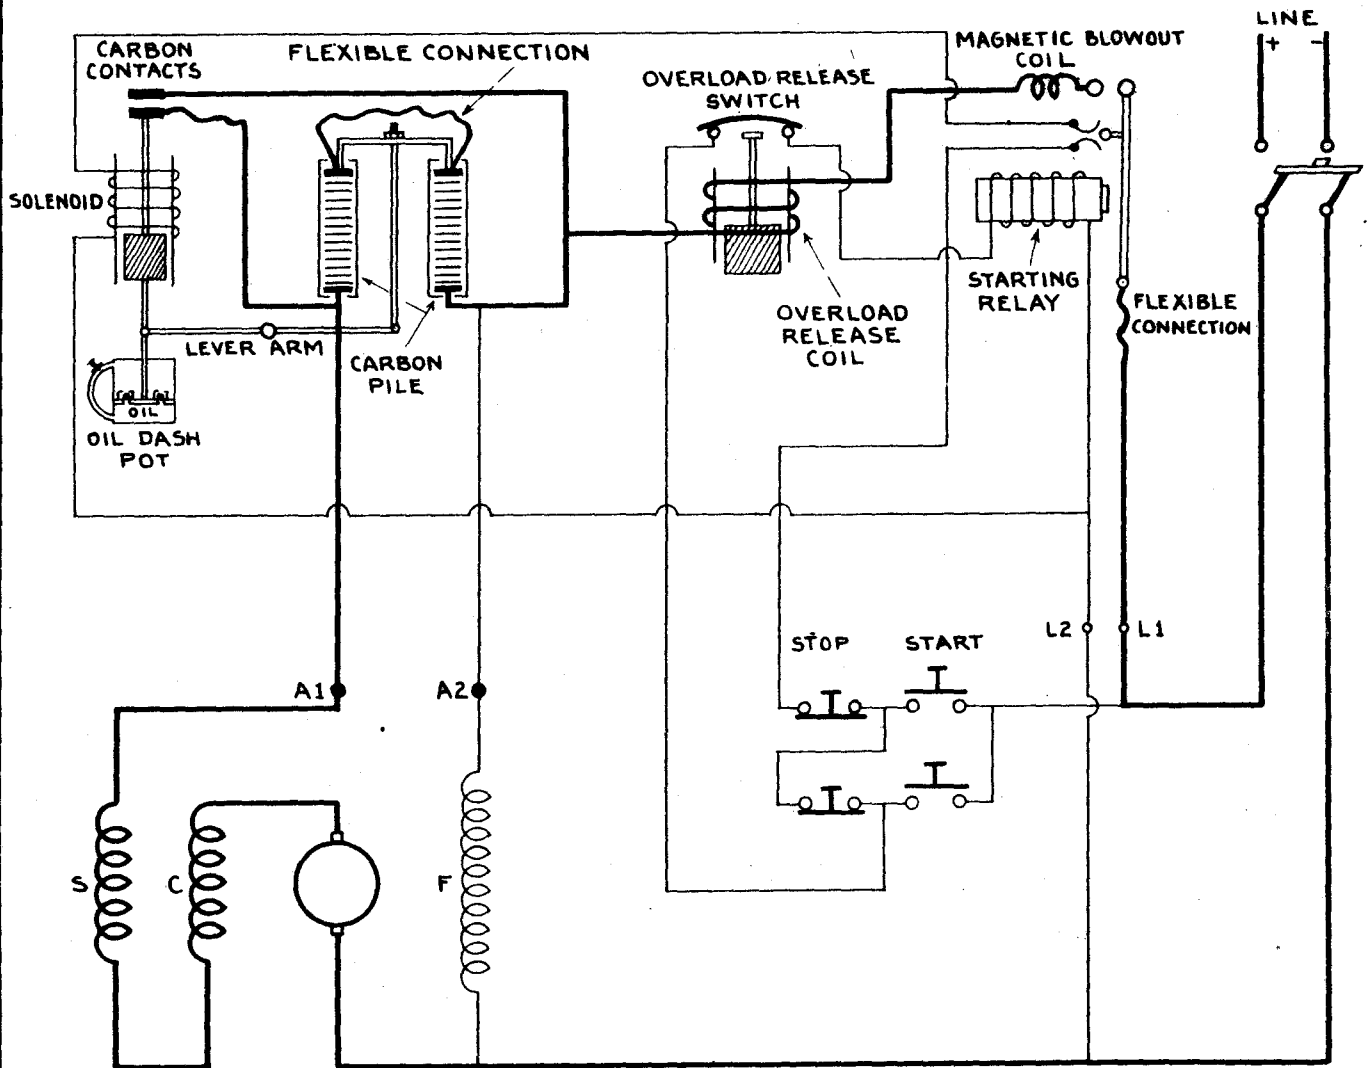 LINE
+ -
CARBON
CONTACTS
FLEXIBLE CONNECTION
MAGNETIC BLOWOUT
COIL
OVERLOAD RELEASE
SWITCH
SOLENOID
STARTING
RELAY
FLEXIBLE
CONNECTION
OVERLOAD
RELEASE
COIL
LEVER ARM
CARBON
PILE
OIL
OIL DASH
POT
L2
L1
STOP
START
A1
A2
S
C
F